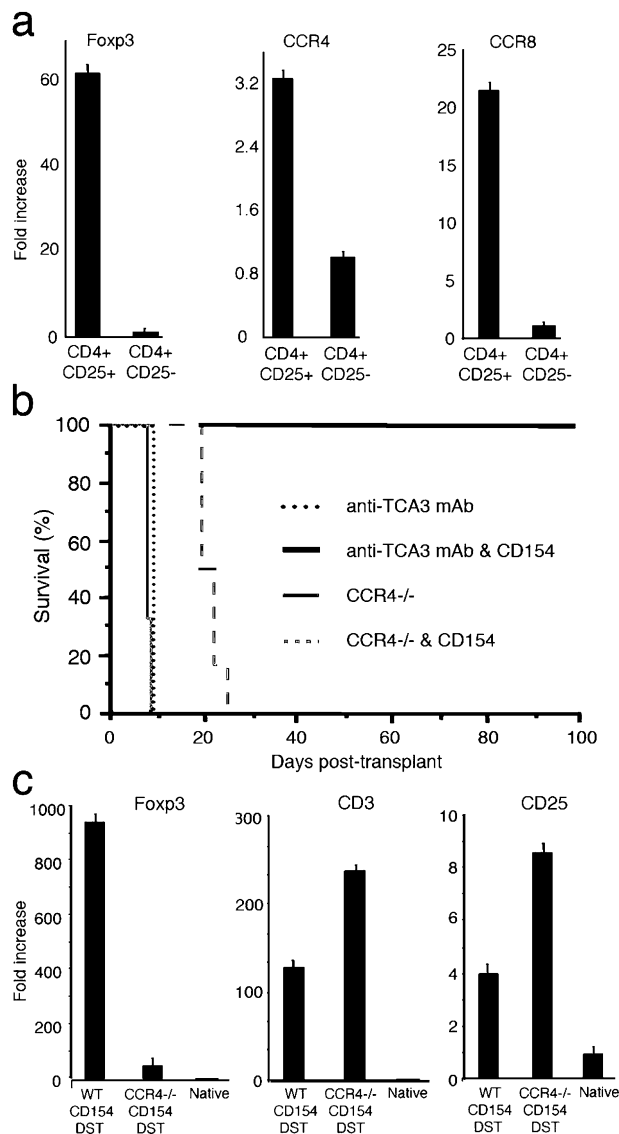 a
Foxp3
CCR4
CCR8
Fold increase
60
40
20
0
3.2
2.4
1.6
0.8
0
25
20
15
10
5
0
CD4+ CD4+
CD25+ CD25-
CD4+ CD4+
CD25+ CD25-
CD4+ CD4+
CD25+ CD25-
b
Survival (%)
100
80
60
40
20
0
anti-TCA3 mAb
anti-TCA3 mAb & CD154
CCR4-/-
CCR4-/- & CD154
0 20 40 60 80 100
Days post-transplant
c
Foxp3
CD3
CD25
Fold increase
1000
800
600
400
200
0
300
200
100
0
10
8
6
4
2
0
WT CCR4-/- Native
CD154 CD154
DST DST
WT CCR4-/- Native
CD154 CD154
DST DST
WT CCR4-/- Native
CD154 CD154
DST DST